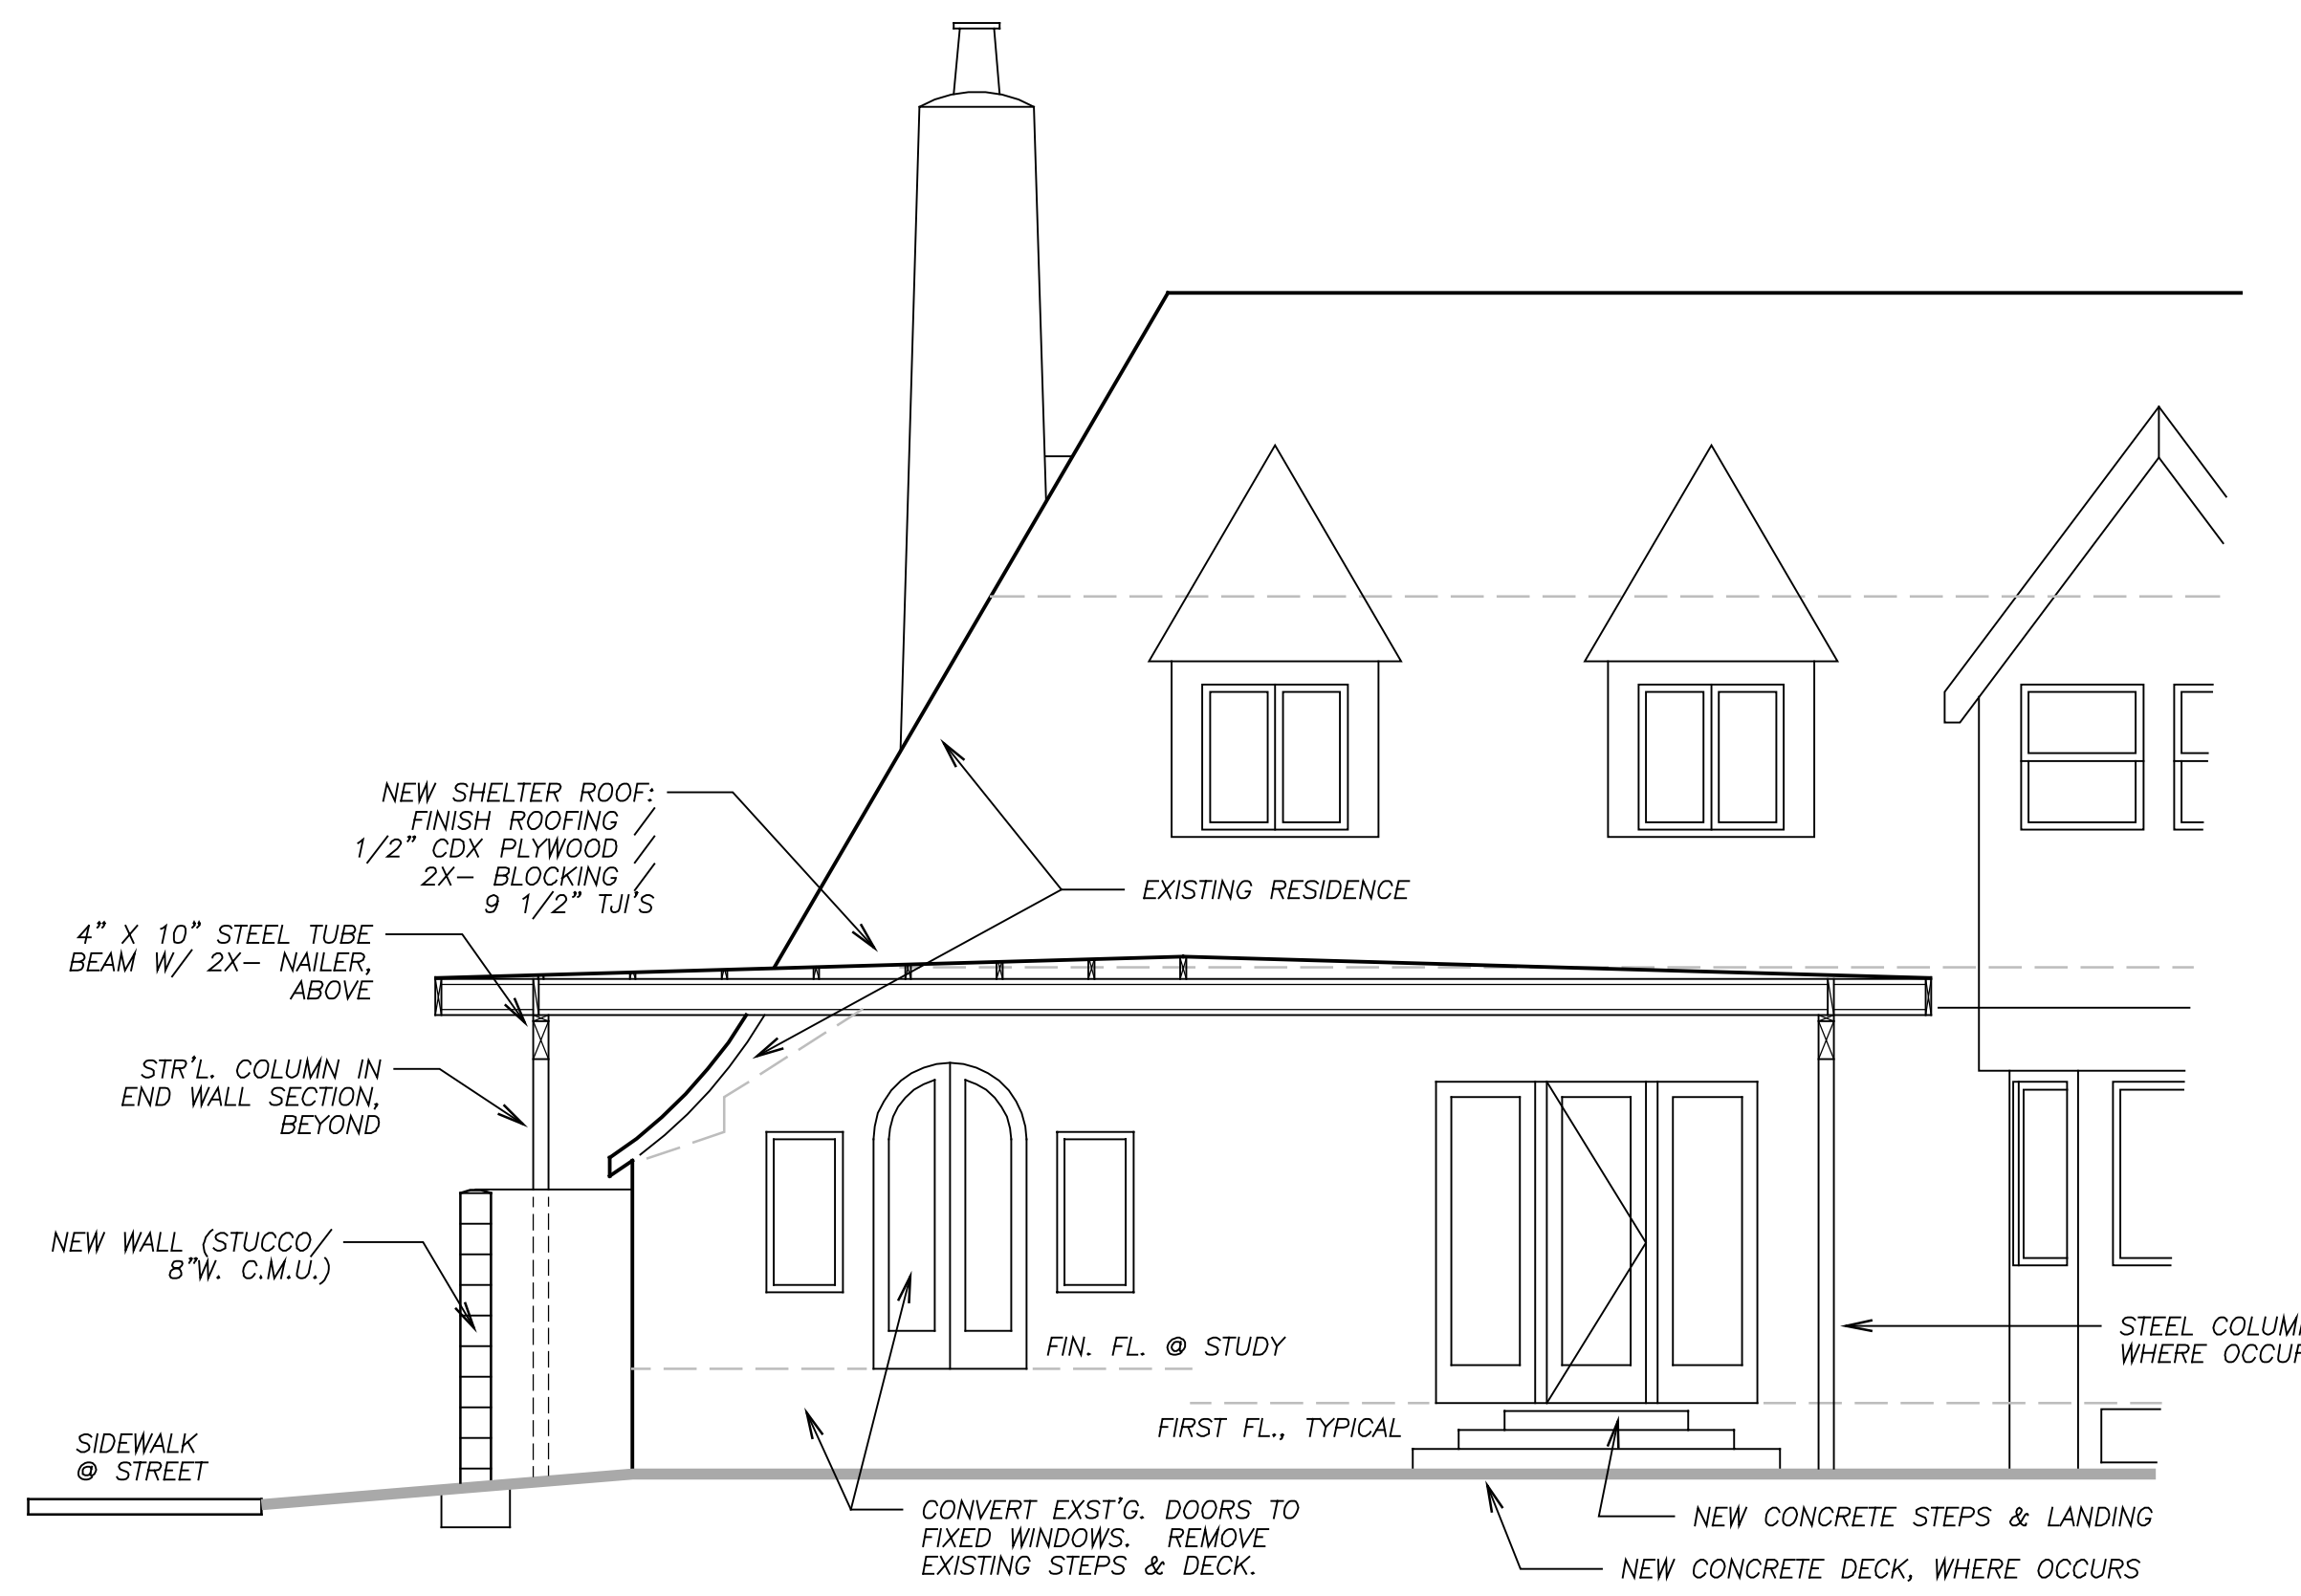 NEW SHELTER ROOF:
FINISH ROOFING /
1/2" CDX PLYWOOD /
2X- BLOCKING /
9 1/2" TJI'S
EXISTING RESIDENCE
4" X 10" STEEL TUBE
BEAM W/ 2X- NAILER,
ABOVE
STR'L. COLUMN IN
END WALL SECTION,
BEYOND
NEW WALL (STUCCO/
8"W. C.M.U.)
STEEL
WHERE
FIN. FL. @ STUDY
FIRST FL., TYPICAL
SIDEWALK
@ STREET
CONVERT EXST'G. DOORS TO
FIXED WINDOWS. REMOVE
EXISTING STEPS & DECK.
NEW CONCRETE STEPS & LANDING
NEW CONCRETE DECK, WHERE OCCURS